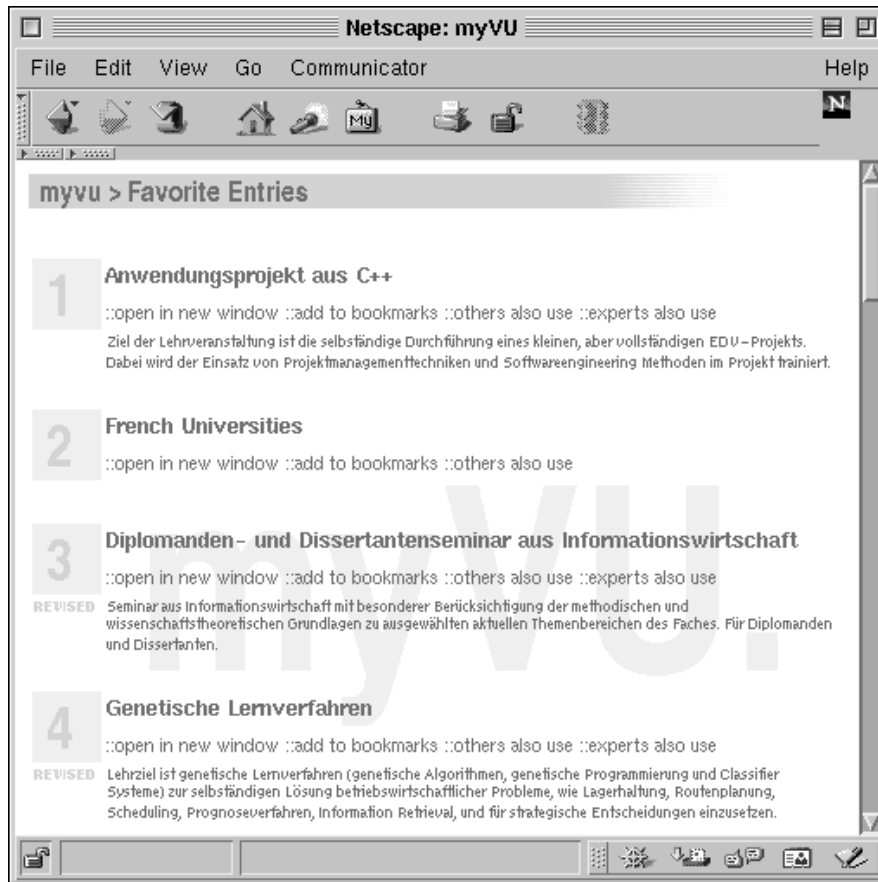 Netscape: myVU
File Edit View Go Communicator Help
My
N
myvu > Favorite Entries
1
Anwendungsprojekt aus C++
::open in new window ::add to bookmarks ::others also use ::experts also use
Ziel der Lehrveranstaltung ist die selbständige Durchführung eines kleinen, aber vollständigen EDV-Projekts.
Dabei wird der Einsatz von Projektmanagementtechniken und Softwareengineering Methoden im Projekt trainiert.
2
French Universities
::open in new window ::add to bookmarks ::others also use
3
Diplomanden- und Dissertantenseminar aus Informationswirtschaft
::open in new window ::add to bookmarks ::others also use ::experts also use
REVISED
Seminar aus Informationswirtschaft mit besonderer Berücksichtigung der methodischen und
wissenschaftstheoretischen Grundlagen zu ausgewählten aktuellen Themenbereichen des Faches. Für Diplomanden
und Dissertanten.
myVU.
4
Genetische Lernverfahren
::open in new window ::add to bookmarks ::others also use ::experts also use
REVISED
Lehrziel ist genetische Lernverfahren (genetische Algorithmen, genetische Programmierung und Classifier
Systeme) zur selbständigen Lösung betriebswirtschaftlicher Probleme, wie Lagerhaltung, Routenplanung,
Scheduling, Prognoseverfahren, Information Retrieval, und für strategische Entscheidungen einzusetzen.